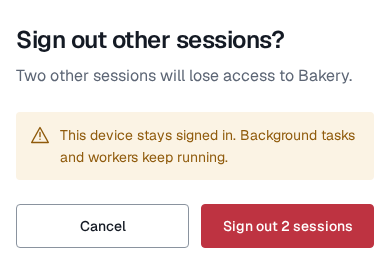 Sign out other sessions?
Two other sessions will lose access to Bakery.
This device stays signed in. Background tasks
and workers keep running.
Cancel
Sign out 2 sessions